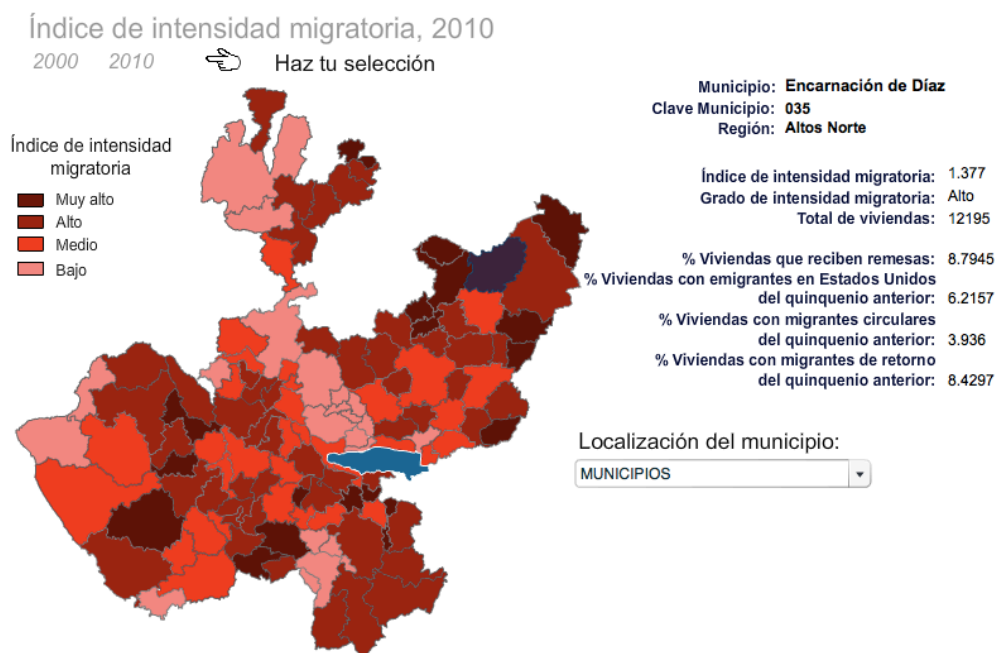 Índice de intensidad migratoria, 2010
2000 2010 Haz tu selección
Índice de intensidad
migratoria
Muy alto
Alto
Medio
Bajo
Municipio: Encarnación de Díaz
Clave Municipio: 035
Región: Altos Norte
Índice de intensidad migratoria: 1.377
Grado de intensidad migratoria: Alto
Total de viviendas: 12195
% Viviendas que reciben remesas: 8.7945
% Viviendas con emigrantes en Estados Unidos
del quinquenio anterior: 6.2157
% Viviendas con migrantes circulares
del quinquenio anterior: 3.936
% Viviendas con migrantes de retorno
del quinquenio anterior: 8.4297
Localización del municipio:
MUNICIPIOS